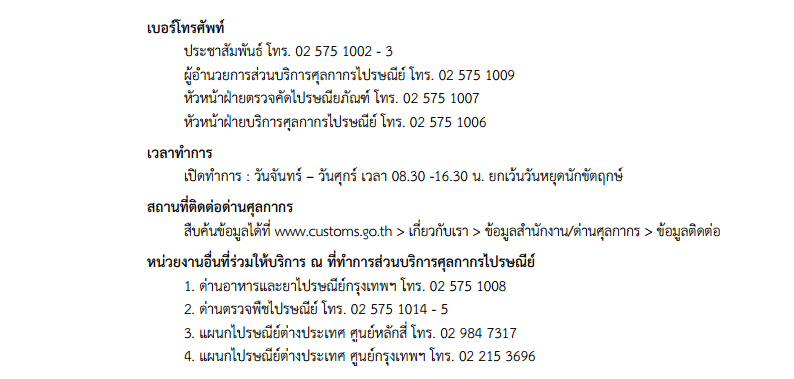 เบอร์โทรศัพท์
ประชาสัมพันธ์ โทร. 02 575 1002 - 3
ผู้อำนวยการส่วนบริการศุลกากรไปรษณีย์ โทร. 02 575 1009
หัวหน้าฝ่ายตรวจคัดไปรษณียภัณฑ์ โทร. 02 575 1007
หัวหน้าฝ่ายบริการศุลกากรไปรษณีย์ โทร. 02 575 1006
เวลาทำการ
เปิดทำการ : วันจันทร์ – วันศุกร์ เวลา 08.30 -16.30 น. ยกเว้นวันหยุดนักขัตฤกษ์
สถานที่ติดต่อด่านศุลกากร
สืบค้นข้อมูลได้ที่ www.customs.go.th > เกี่ยวกับเรา > ข้อมูลสำนักงาน/ด่านศุลกากร > ข้อมูลติดต่อ
หน่วยงานอื่นที่ร่วมให้บริการ ณ ที่ทำการส่วนบริการศุลกากรไปรษณีย์
1. ด่านอาหารและยาไปรษณีย์กรุงเทพฯ โทร. 02 575 1008
2. ด่านตรวจพืชไปรษณีย์ โทร. 02 575 1014 - 5
3. แผนกไปรษณีย์ต่างประเทศ ศูนย์หลักสี่ โทร. 02 984 7317
4. แผนกไปรษณีย์ต่างประเทศ ศูนย์กรุงเทพฯ โทร. 02 215 3696